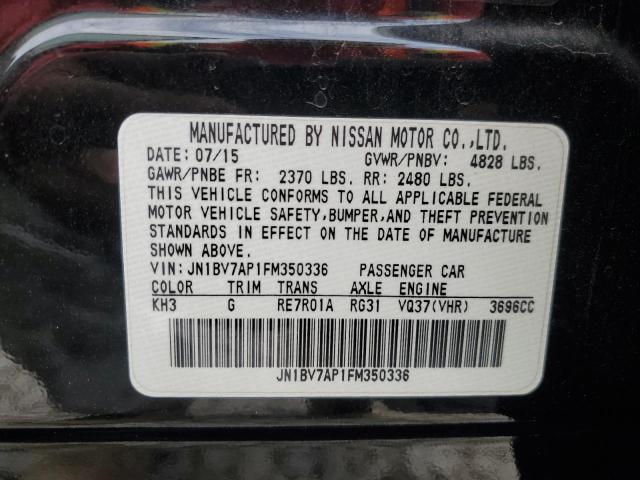 MANUFACTURED BY NISSAN MOTOR CO.,LTD.
DATE: 07/15 GVWR/PNBV: 4828 LBS.
GAWR/PNBE FR: 2370 LBS. RR: 2480 LBS.
THIS VEHICLE CONFORMS TO ALL APPLICABLE FEDERAL
MOTOR VEHICLE SAFETY,BUMPER,AND THEFT PREVENTION
STANDARDS IN EFFECT ON THE DATE OF MANUFACTURE
SHOWN ABOVE.
VIN:JN1BV7AP1FM350336 PASSENGER CAR
COLOR TRIM TRANS AXLE ENGINE
KH3 G RE7R01A RG31 VQ37(VHR) 3696CC
JN1BV7AP1FM350336